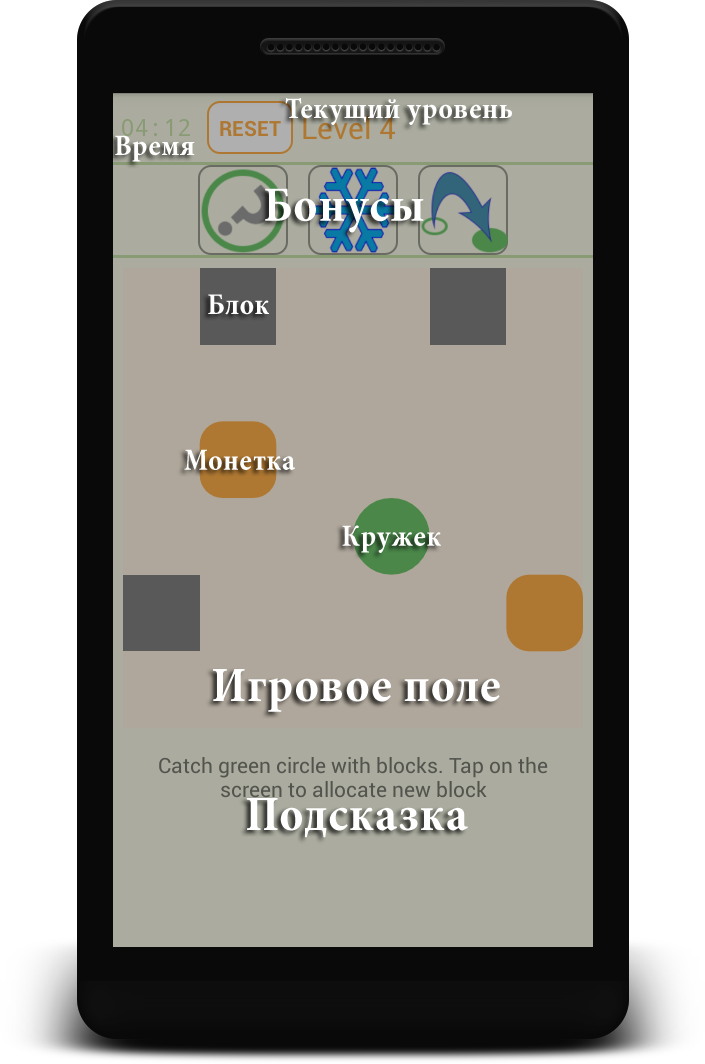 Текущий уровень
04:12
RESET
Level 4
Время
Бонусы
Блок
Монетка
Кружек
Игровое поле
Catch green circle with blocks. Tap on the
screen to allocate new block
Подсказка